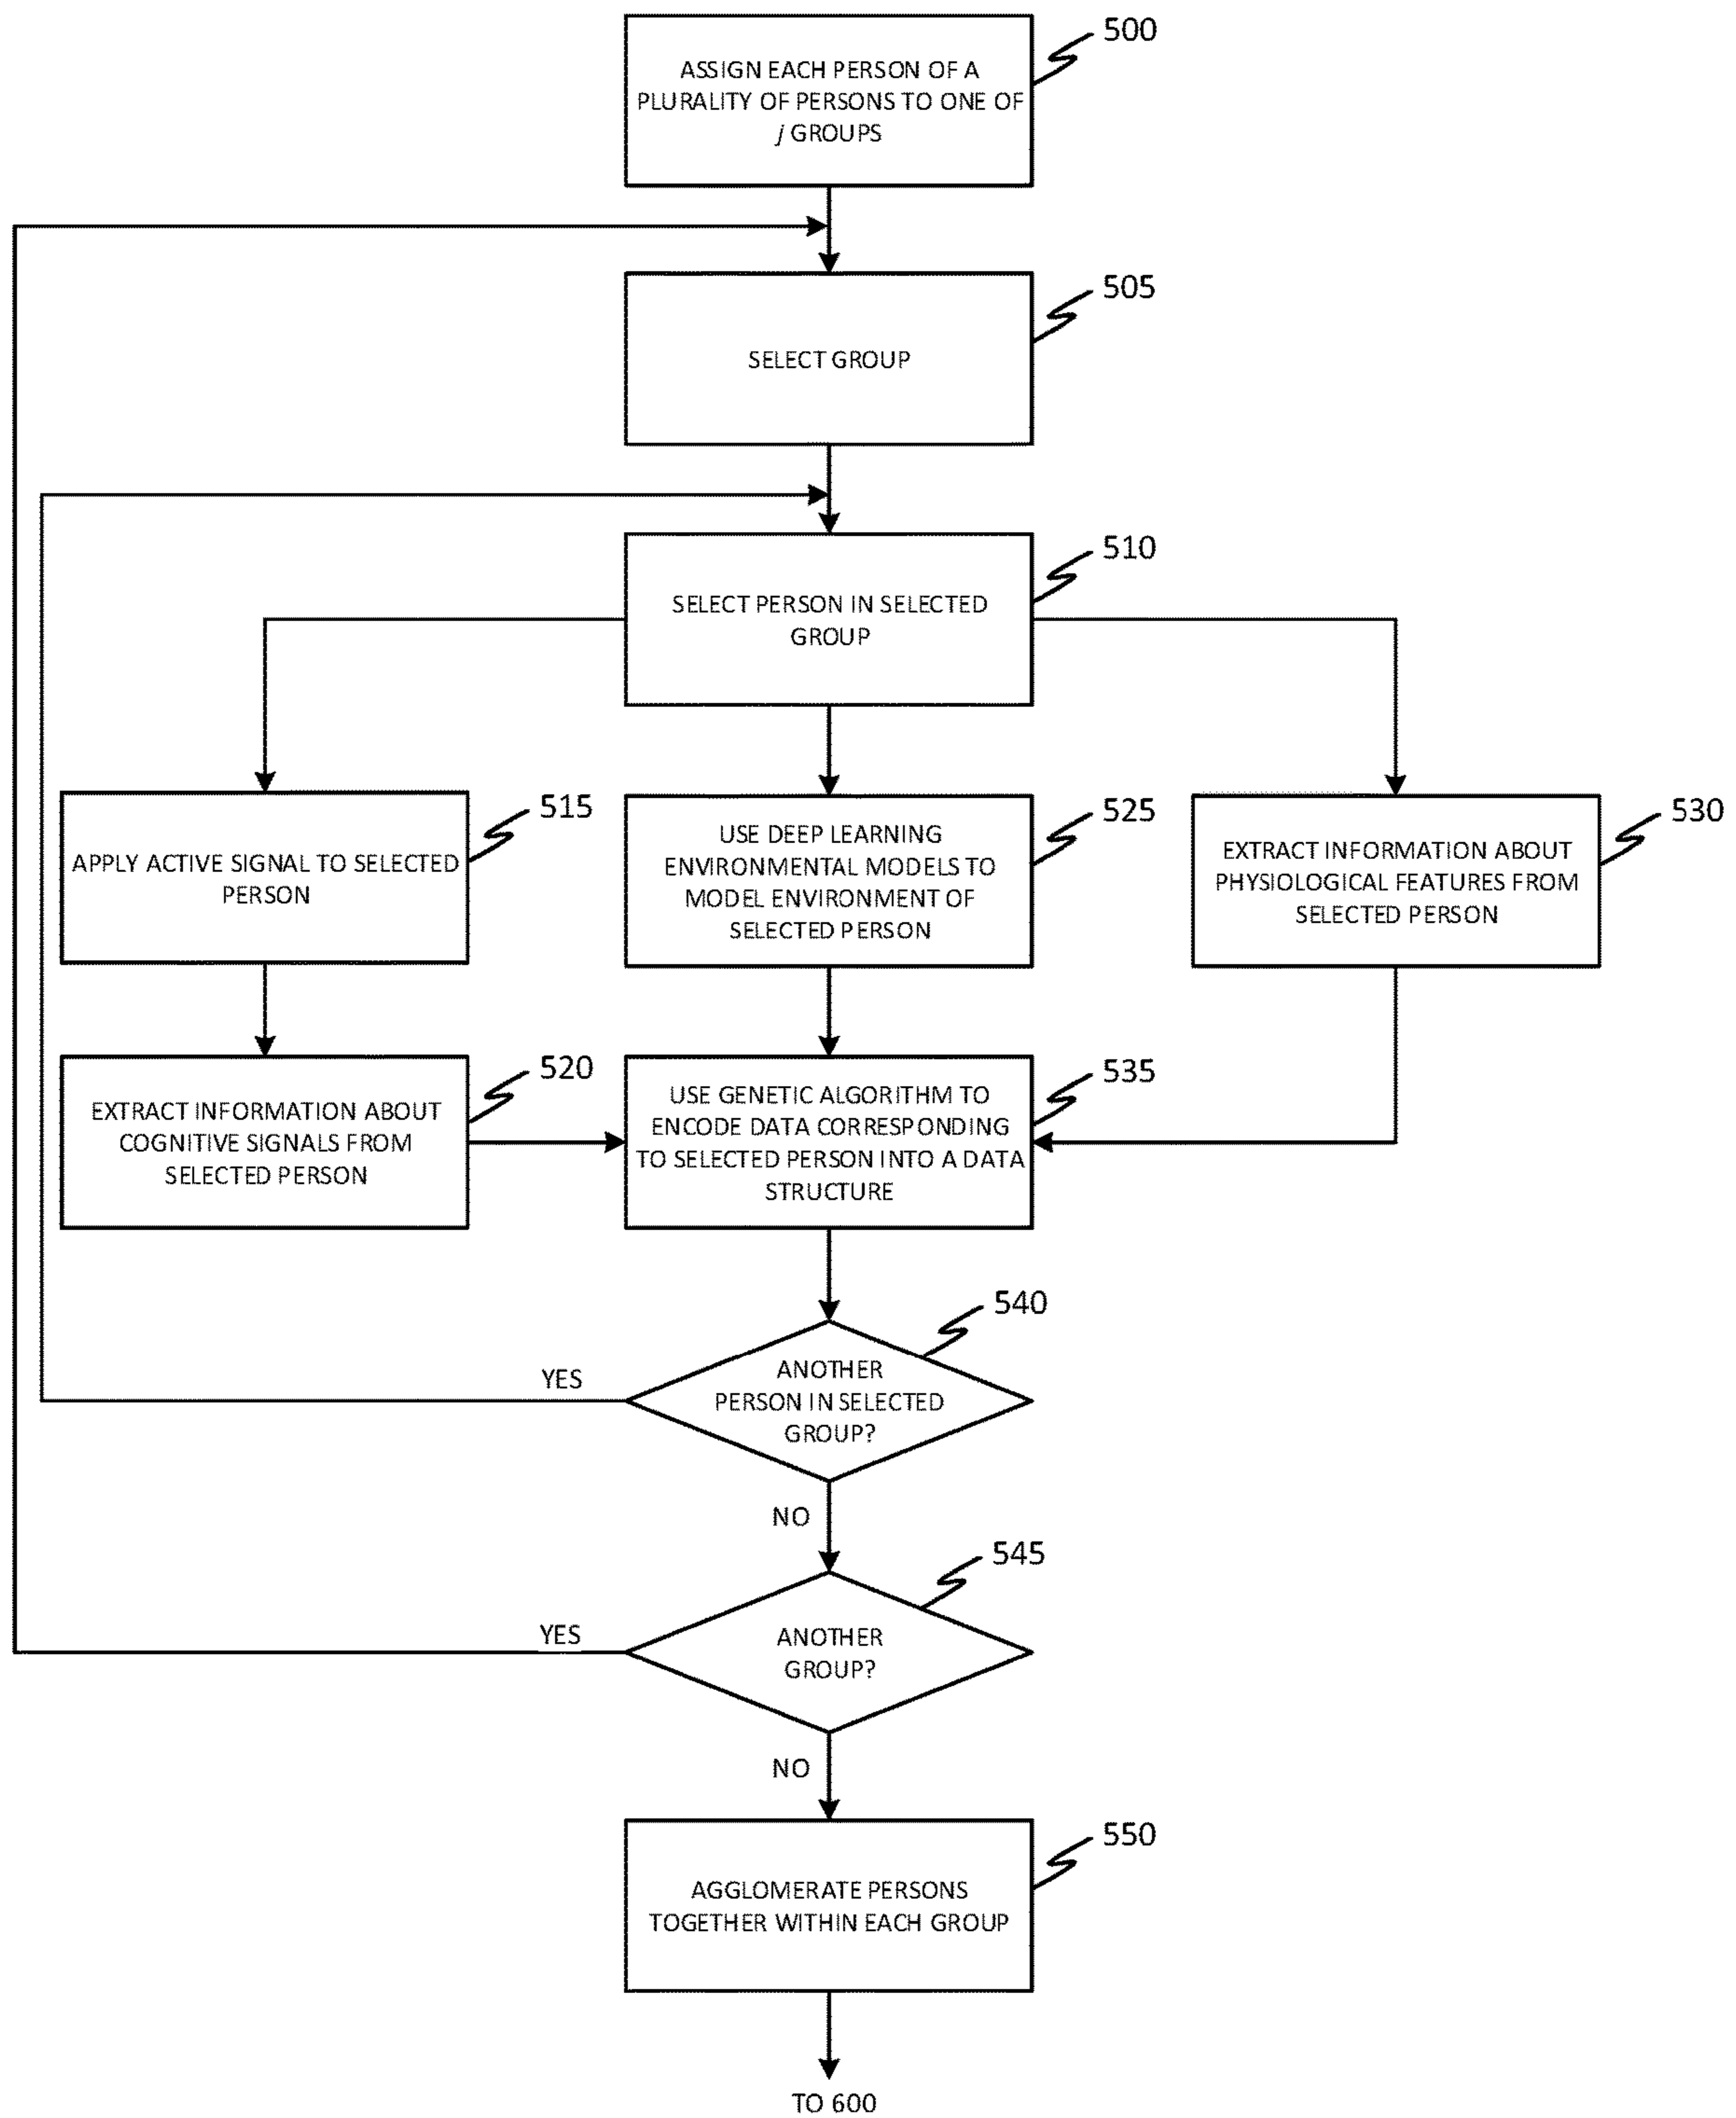 500
ASSIGN EACH PERSON OF A
PLURALITY OF PERSONS TO ONE OF
j GROUPS
505
SELECT GROUP
510
SELECT PERSON IN SELECTED
GROUP
515
APPLY ACTIVE SIGNAL TO SELECTED
PERSON
525
USE DEEP LEARNING
ENVIRONMENTAL MODELS TO
MODEL ENVIRONMENT OF
SELECTED PERSON
530
EXTRACT INFORMATION ABOUT
PHYSIOLOGICAL FEATURES FROM
SELECTED PERSON
520
EXTRACT INFORMATION ABOUT
COGNITIVE SIGNALS FROM
SELECTED PERSON
535
USE GENETIC ALGORITHM TO
ENCODE DATA CORRESPONDING
TO SELECTED PERSON INTO A DATA
STRUCTURE
540
ANOTHER
PERSON IN SELECTED
GROUP?
YES
NO
545
ANOTHER
GROUP?
YES
NO
550
AGGLOMERATE PERSONS
TOGETHER WITHIN EACH GROUP
TO 600